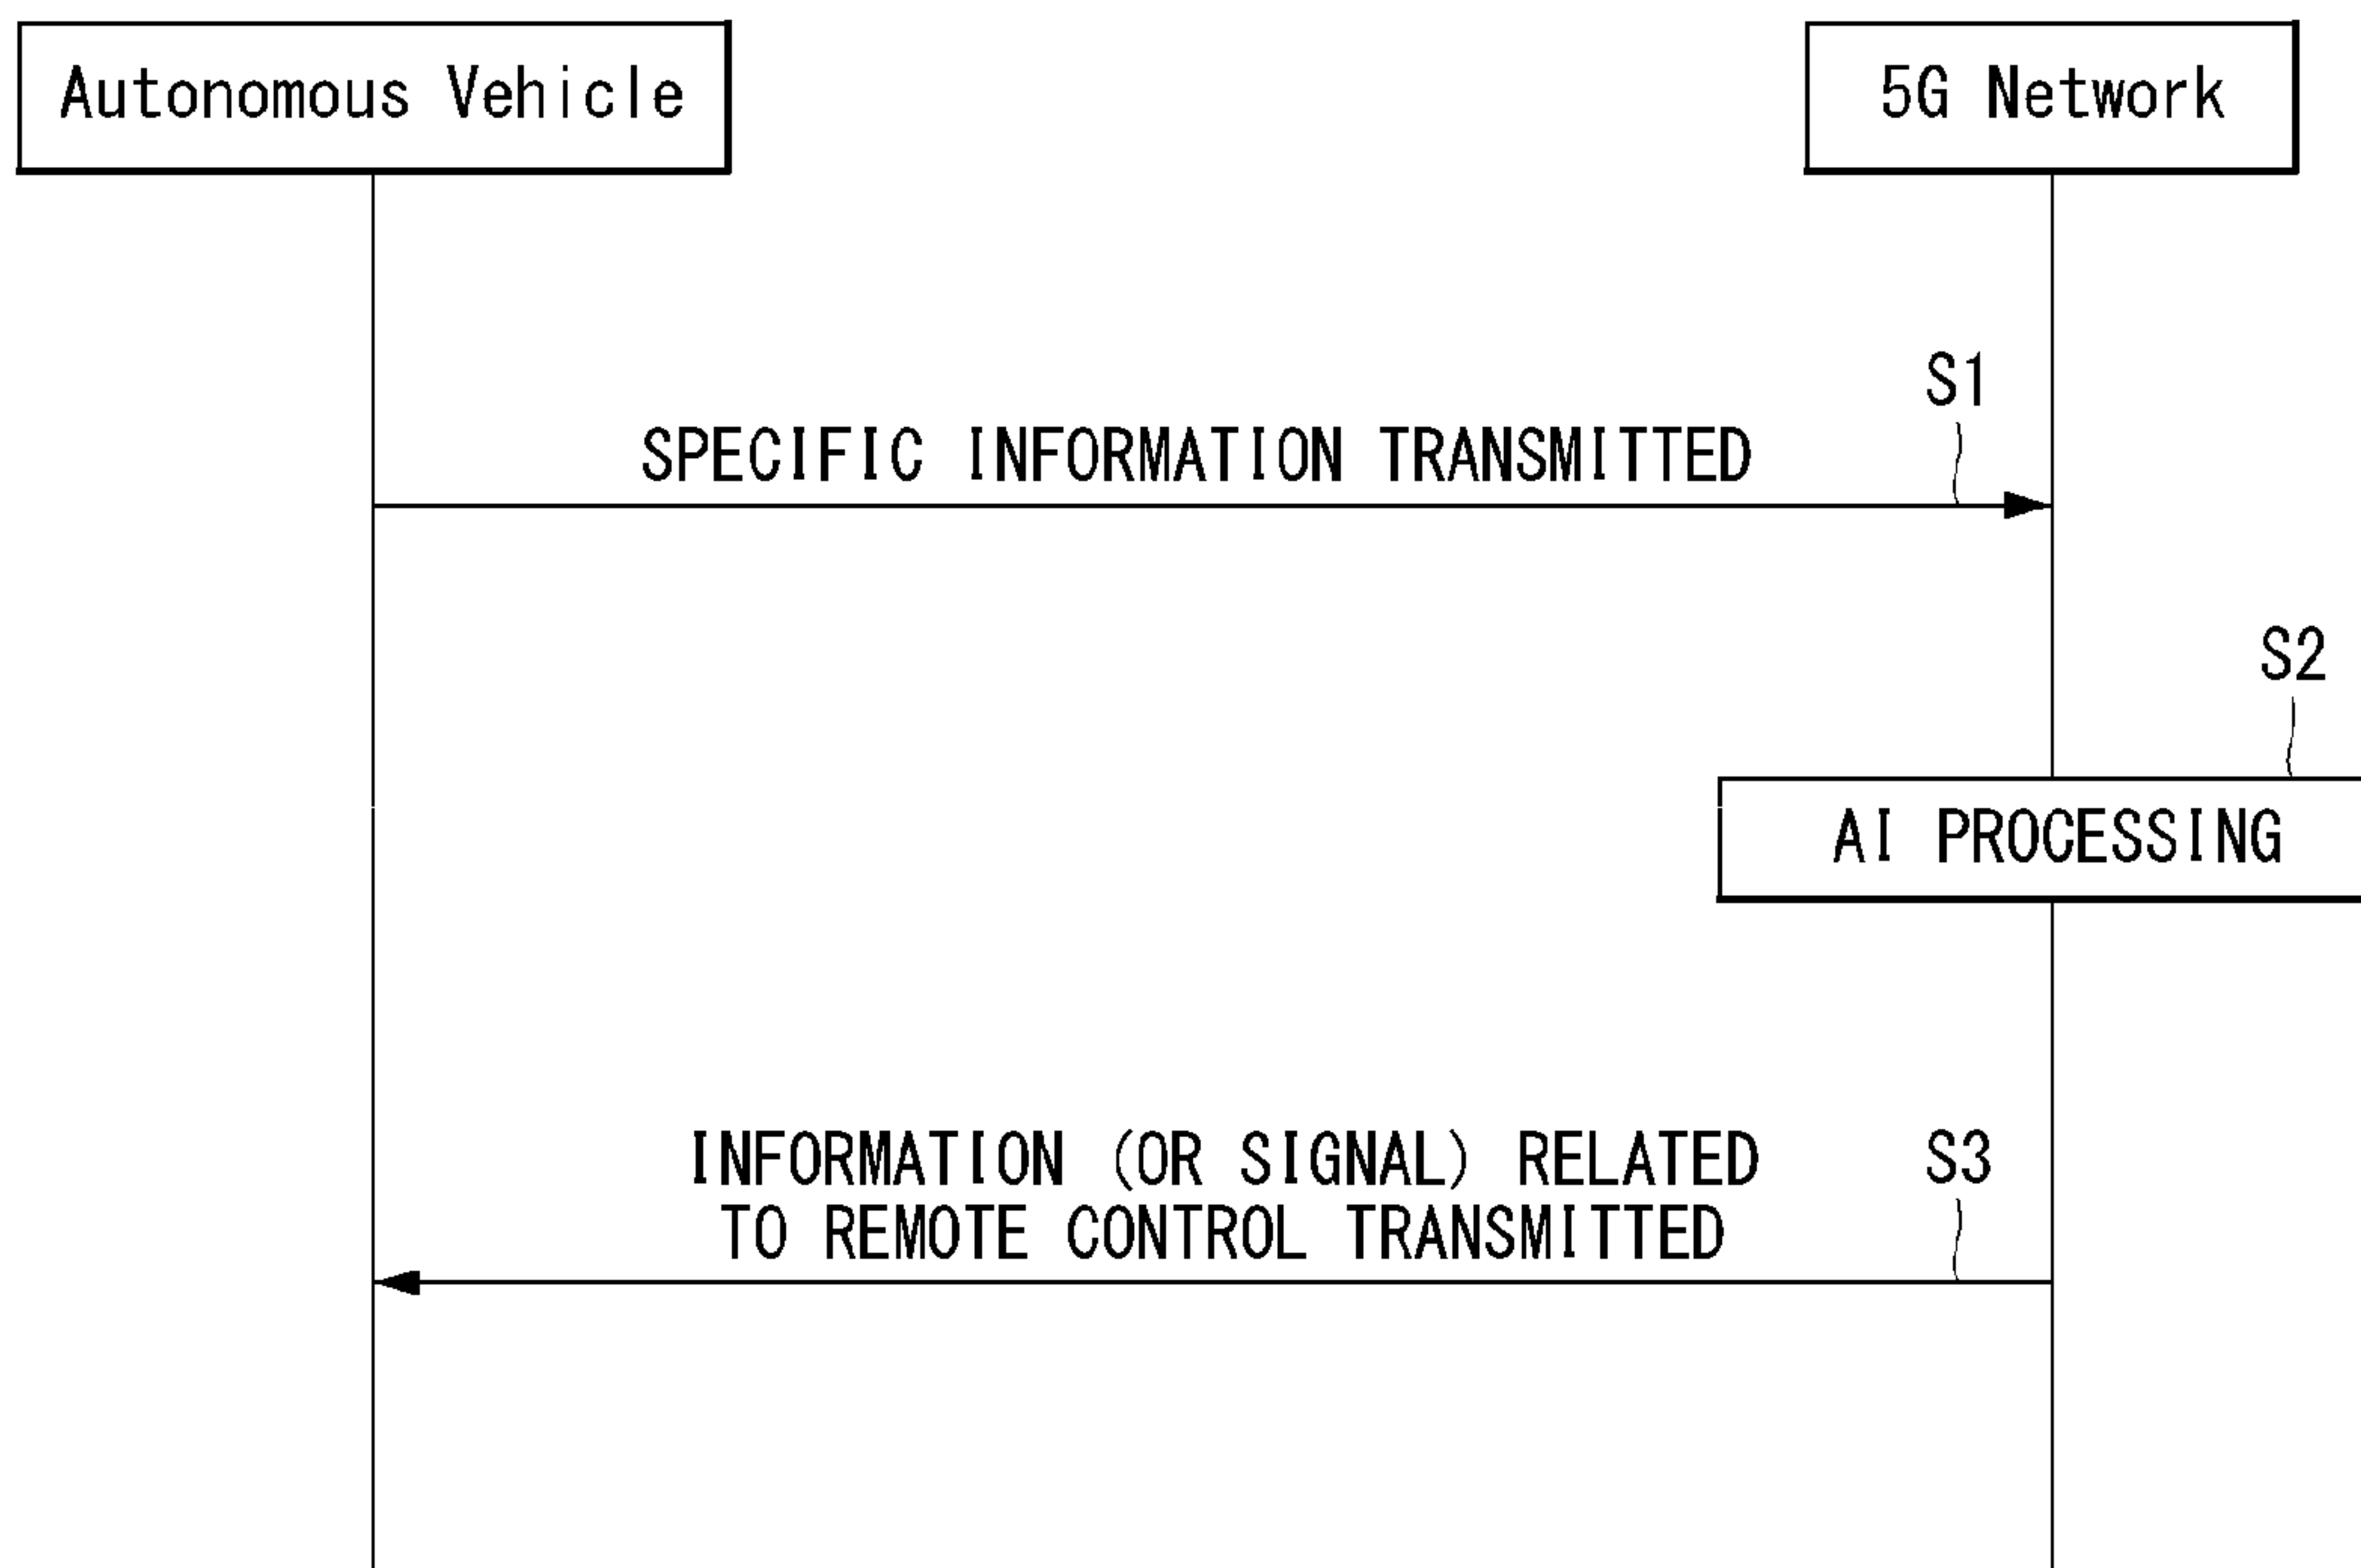 Autonomous Vehicle
5G Network
S1
SPECIFIC INFORMATION TRANSMITTED
S2
AI PROCESSING
INFORMATION (OR SIGNAL) RELATED
TO REMOTE CONTROL TRANSMITTED
S3